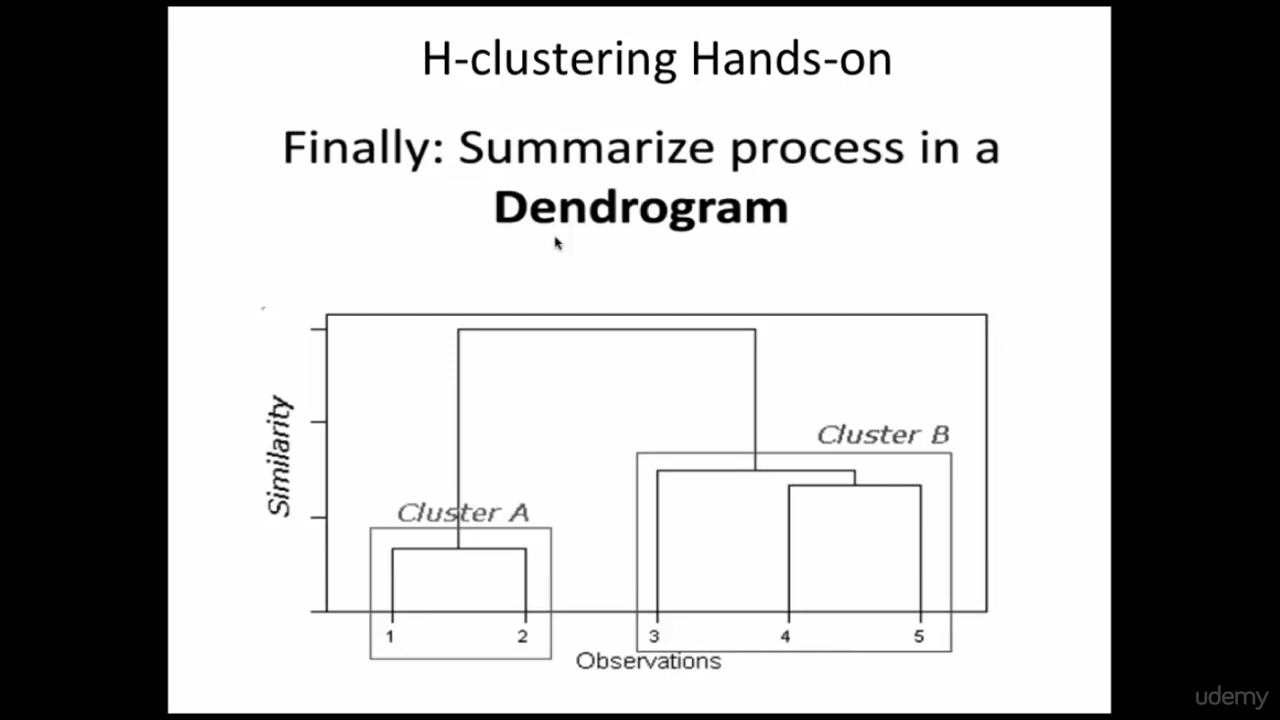 H-clustering Hands-on
Finally: Summarize process in a
Dendrogram
Similarity
Cluster B
Cluster A
1 2 3 4 5
Observations
udemy